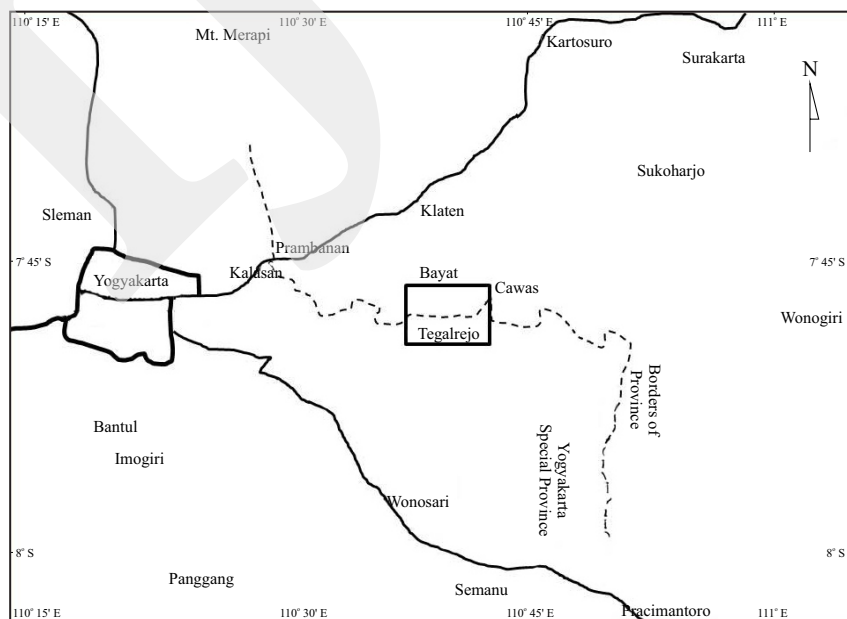 110° 15' E
110° 30' E
110° 45' E
111° E
Mt. Merapi
Kartosuro
Surakarta
N
Sukoharjo
Klaten
Sleman
Prambanan
7° 45' S
7° 45' S
Kalasan
Bayat
Yogyakarta
Cawas
Wonogiri
Tegalrejo
Borders of
Province
Bantul
Yogyakarta
Special Province
Imogiri
Wonosari
8° S
8° S
Panggang
Semanu
Pracimantoro
110° 15' E
110° 30' E
110° 45' E
111° E